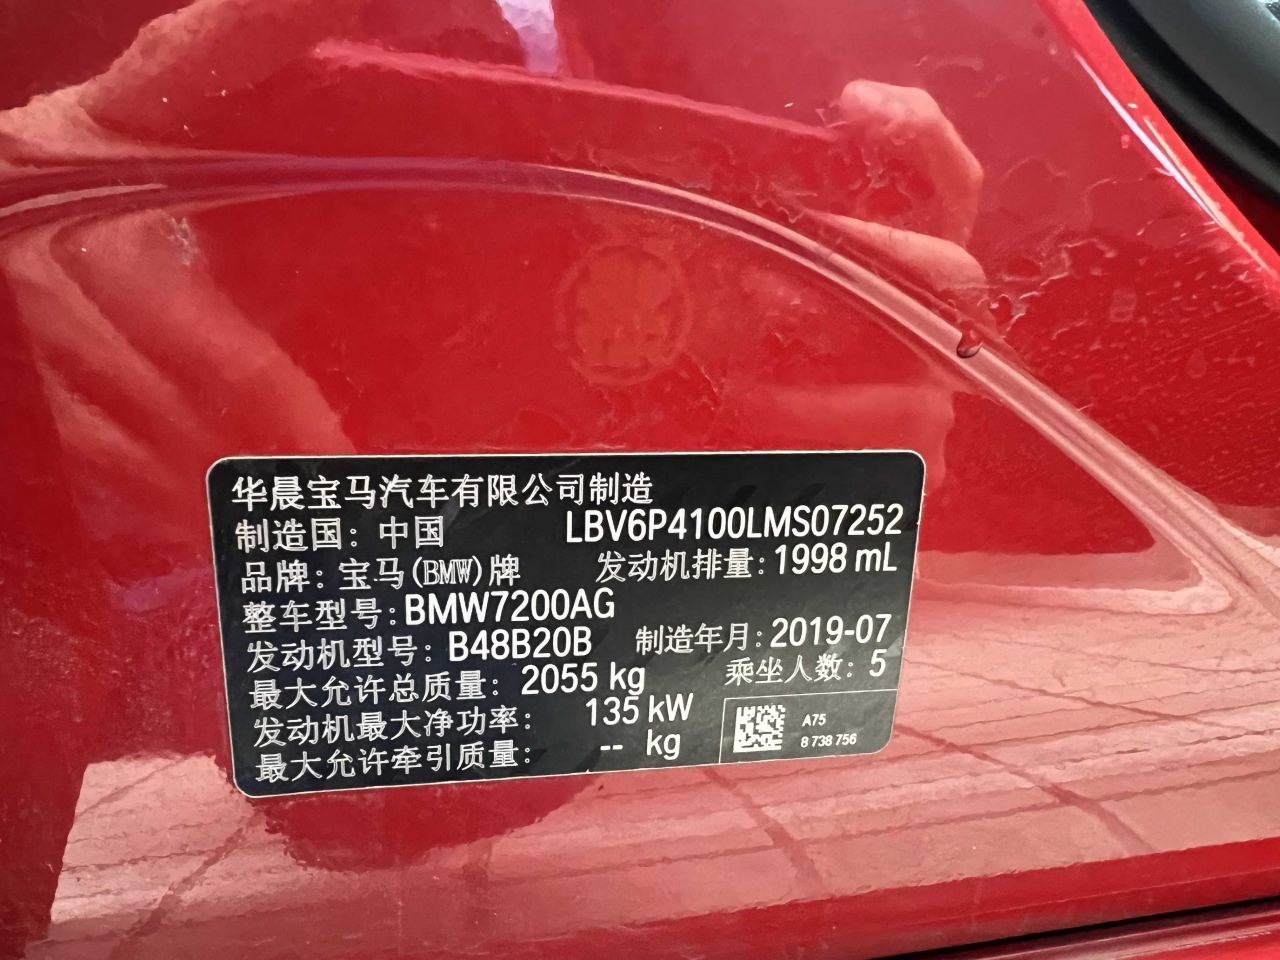 华晨宝马汽车有限公司制造
制造国：中国 LBV6P4100LMS07252
品牌：宝马(BMW)牌 发动机排量：1998 mL
整车型号：BMW7200AG
发动机型号：B48B20B 制造年月：2019-07
最大允许总质量：2055 kg 乘坐人数：5
发动机最大净功率：135 kW
最大允许牵引质量：-- kg
A75
8 738 756